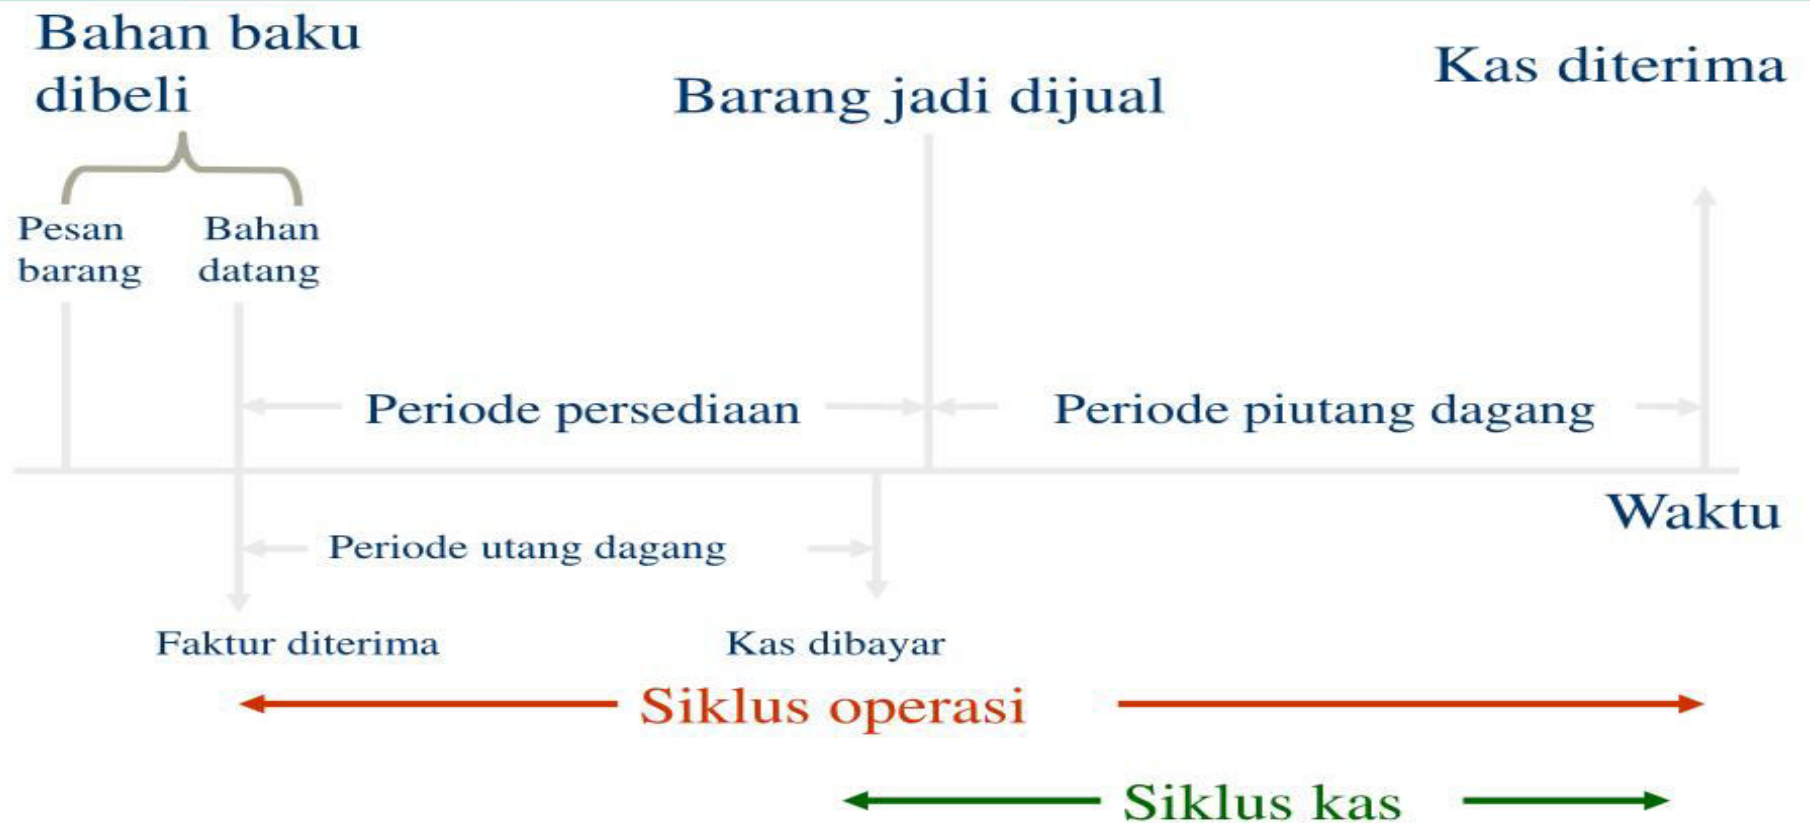 Bahan baku
dibeli
Kas diterima
Barang jadi dijual
Pesan
barang
Bahan
datang
Periode persediaan
Periode piutang dagang
Waktu
Periode utang dagang
Faktur diterima
Kas dibayar
Siklus operasi
Siklus kas